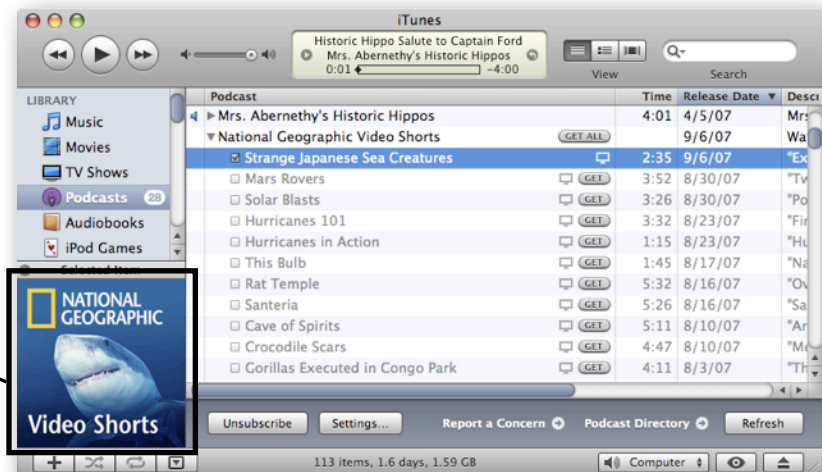 iTunes
Historic Hippo Salute to Captain Ford
Mrs. Abernethy's Historic Hippos
0:01 -4:00
View
Search
LIBRARY
Music
Movies
TV Shows
Podcasts 28
Audiobooks
iPod Games
Selected Item
NATIONAL
GEOGRAPHIC
Video Shorts
Podcast Time Release Date Descri
Mrs. Abernethy's Historic Hippos 4:01 4/5/07 Mrs
National Geographic Video Shorts GET ALL 9/6/07 Wa
Strange Japanese Sea Creatures 2:35 9/6/07 "Ex
Mars Rovers GET 3:52 8/30/07 "Tw
Solar Blasts GET 3:26 8/30/07 "Po
Hurricanes 101 GET 3:32 8/23/07 "Fir
Hurricanes in Action GET 1:15 8/23/07 "Hu
This Bulb GET 1:45 8/17/07 "Na
Rat Temple GET 5:32 8/16/07 "Ov
Santeria GET 5:26 8/16/07 "Sa
Cave of Spirits GET 5:11 8/10/07 "Ar
Crocodile Scars GET 4:47 8/10/07 "Mo
Gorillas Executed in Congo Park GET 4:11 8/3/07 "Th
Unsubscribe Settings... Report a Concern Podcast Directory Refresh
113 items, 1.6 days, 1.59 GB Computer